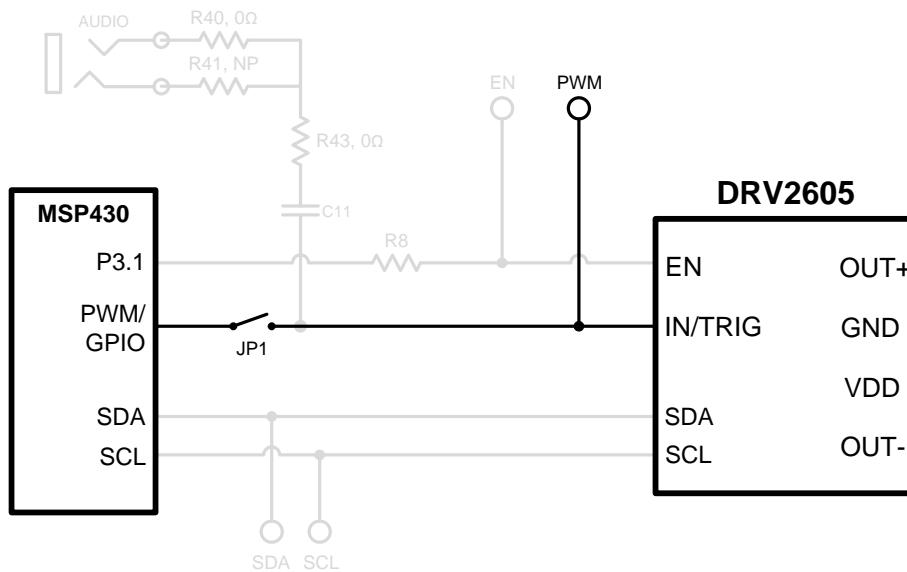 AUDIO
R40, 0Ω
R41, NP
EN
PWM
R43, 0Ω
C11
MSP430
DRV2605
P3.1
R8
EN
OUT+
PWM/
GPIO
JP1
IN/TRIG
GND
VDD
SDA
SDA
SCL
SCL
OUT-
SDA
SCL